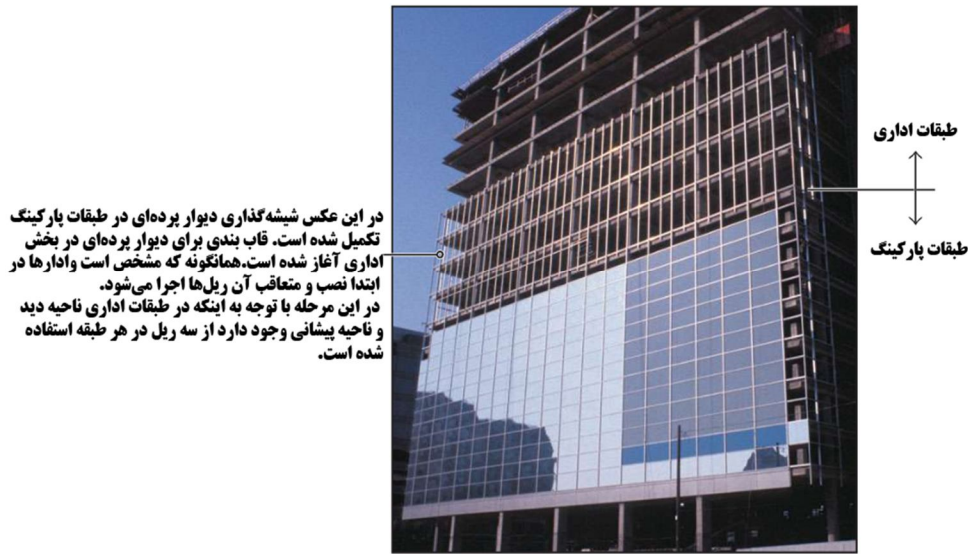 طبقات اداری
طبقات پارکینگ
در این عکس شیشه‌گذاری دیوار پرده‌ای در طبقات پارکینگ
تکمیل شده است. قاب بندی برای دیوار پرده‌ای در بخش
اداری آغاز شده است.همانگونه که مشخص است وادارها در
ابتدا نصب و متعاقب آن ریل‌ها اجرا می‌شود.
در این مرحله با توجه به اینکه در طبقات اداری ناحیه دید
و ناحیه پیشانی وجود دارد از سه ریل در هر طبقه استفاده
شده است.